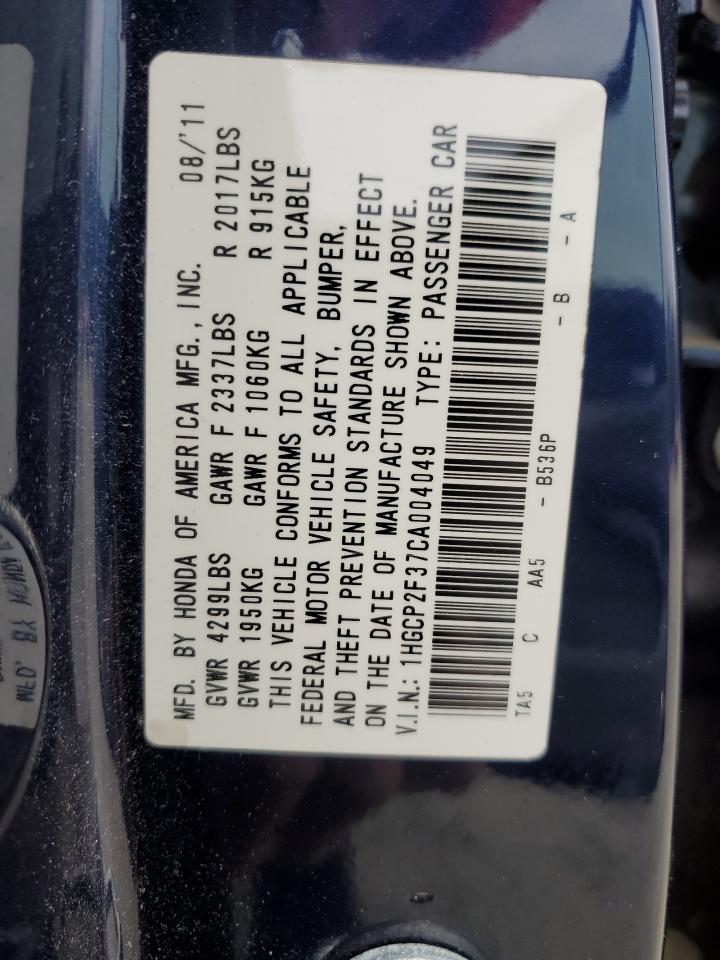 MFD. BY HONDA OF AMERICA MFG., INC. 08/'11
GVWR 4299LBS GAWR F 2337LBS R 2017LBS
GVWR 1950KG GAWR F 1060KG R 915KG
THIS VEHICLE CONFORMS TO ALL APPLICABLE
FEDERAL MOTOR VEHICLE SAFETY, BUMPER,
AND THEFT PREVENTION STANDARDS IN EFFECT
ON THE DATE OF MANUFACTURE SHOWN ABOVE.
V.I.N.: 1HGCP2F37CA004049 TYPE: PASSENGER CAR
TA5 C AA5 - B536P - B - A